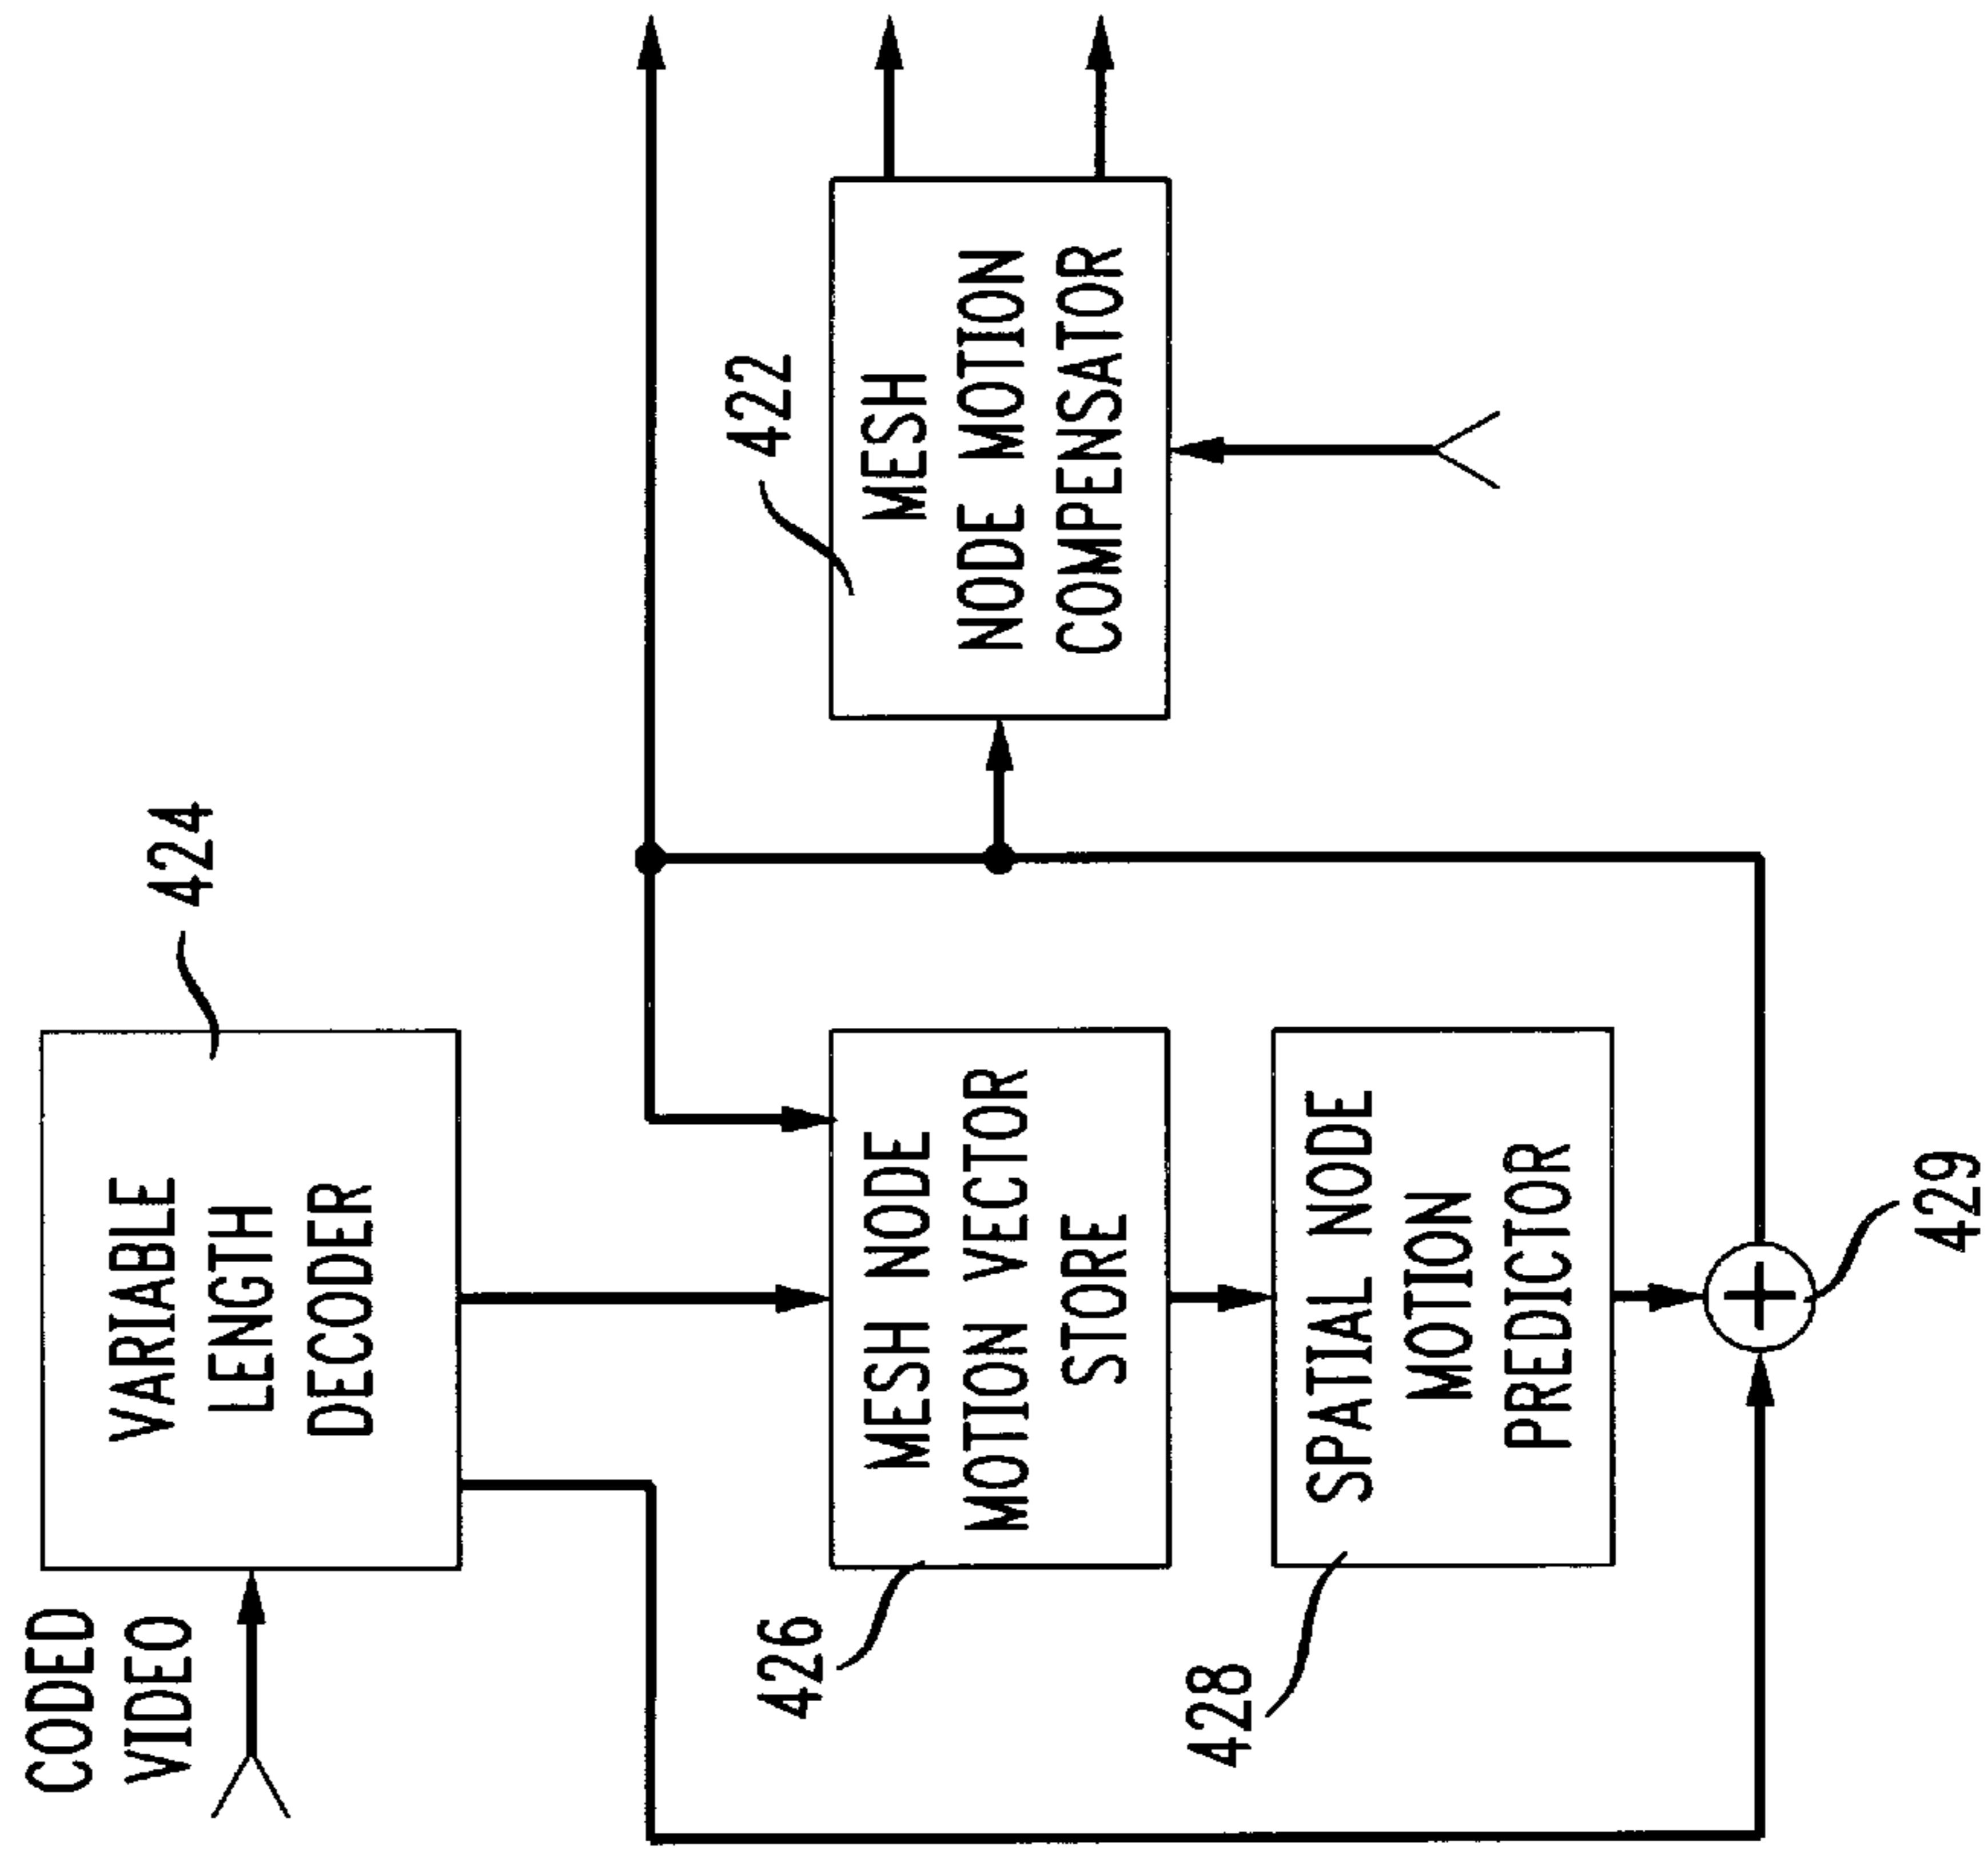 CODED
VIDEO
VARIABLE
LENGTH
DECODER
424
426
MESH NODE
MOTION VECTOR
STORE
422
MESH
NODE MOTION
COMPENSATOR
428
SPATIAL NODE
MOTION
PREDICTOR
+
429